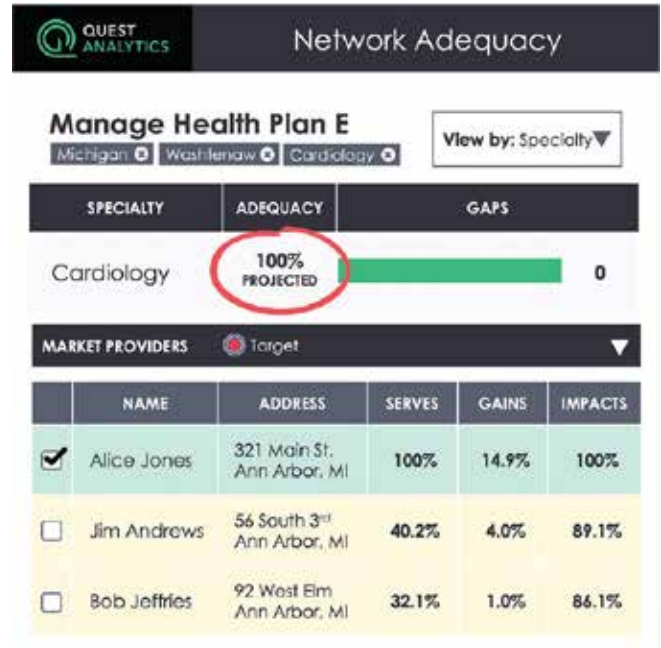 QUEST
ANALYTICS
Network Adequacy
Manage Health Plan E
Michigan
Washtenaw
Cardiology
View by: Specialty
SPECIALTY
ADEQUACY
GAPS
Cardiology
100%
PROJECTED
0
MARKET PROVIDERS
Target
NAME
ADDRESS
SERVES
GAINS
IMPACTS
Alice Jones
321 Main St.
Ann Arbor, MI
100%
14.9%
100%
Jim Andrews
56 South 3rd
Ann Arbor, MI
40.2%
4.0%
89.1%
Bob Jeffries
92 West Elm
Ann Arbor, MI
32.1%
1.0%
86.1%